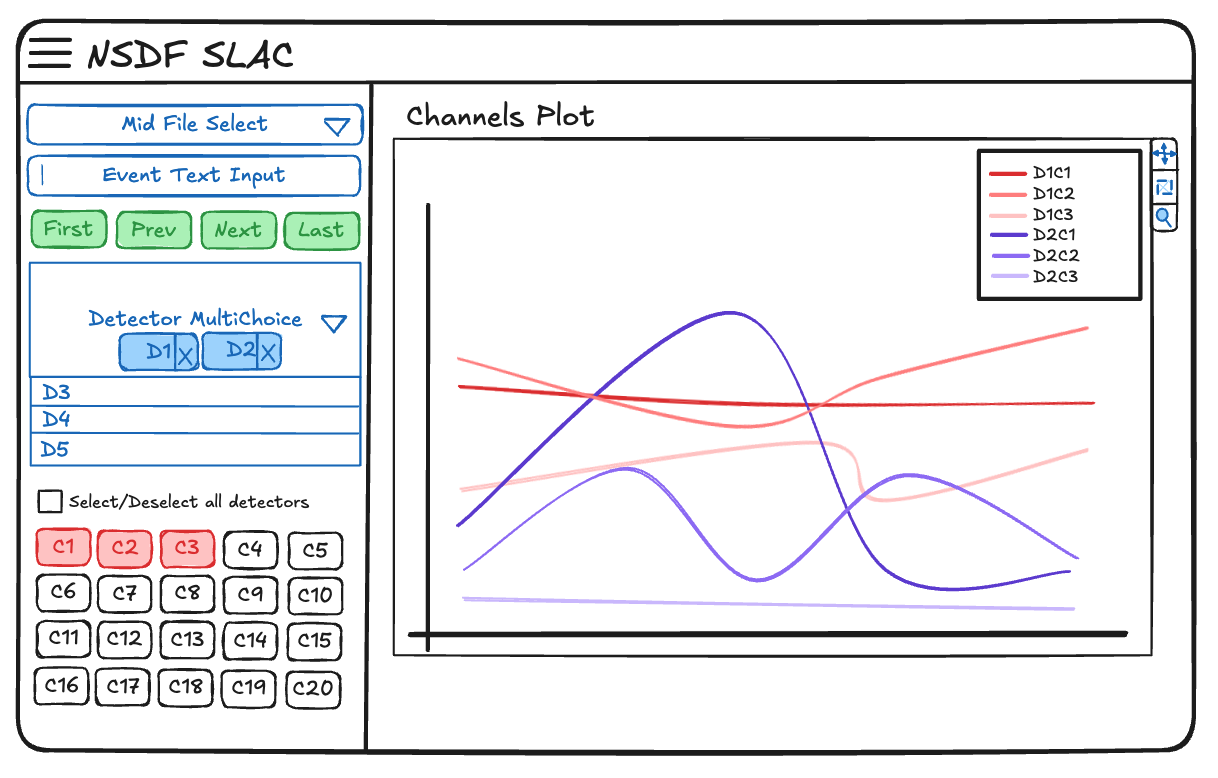 NSDF SLAC
Mid File Select
Event Text Input
First Prev Next Last
Detector MultiChoice
D1 X D2 X
D3
D4
D5
Select/Deselect all detectors
C1 C2 C3 C4 C5
C6 C7 C8 C9 C10
C11 C12 C13 C14 C15
C16 C17 C18 C19 C20
Channels Plot
D1C1
D1C2
D1C3
D2C1
D2C2
D2C3